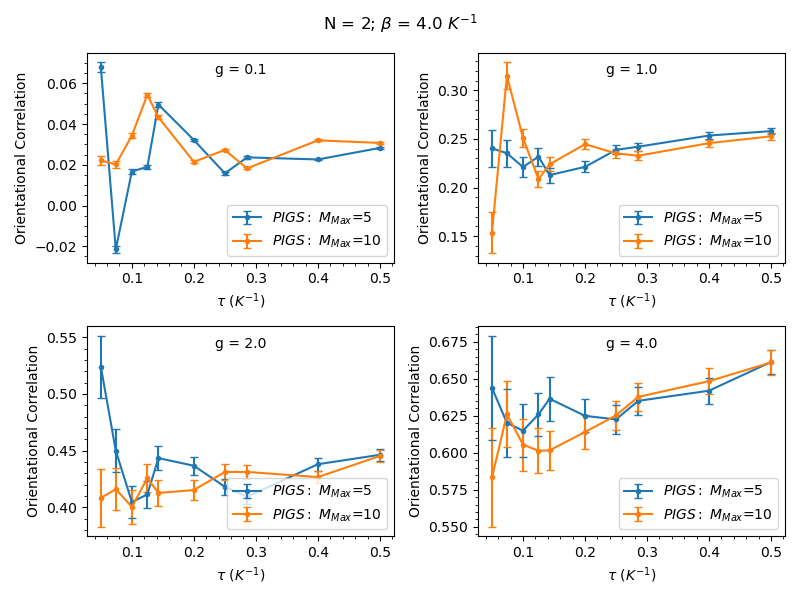 N = 2; β = 4.0 K⁻¹
g = 0.1
Orientational Correlation
0.06
0.04
0.02
0.00
−0.02
0.1
0.2
0.3
0.4
0.5
τ (K⁻¹)
PIGS: M_Max=5
PIGS: M_Max=10
g = 1.0
Orientational Correlation
0.30
0.25
0.20
0.15
0.1
0.2
0.3
0.4
0.5
τ (K⁻¹)
PIGS: M_Max=5
PIGS: M_Max=10
g = 2.0
Orientational Correlation
0.55
0.50
0.45
0.40
0.1
0.2
0.3
0.4
0.5
τ (K⁻¹)
PIGS: M_Max=5
PIGS: M_Max=10
g = 4.0
Orientational Correlation
0.675
0.650
0.625
0.600
0.575
0.550
0.1
0.2
0.3
0.4
0.5
τ (K⁻¹)
PIGS: M_Max=5
PIGS: M_Max=10